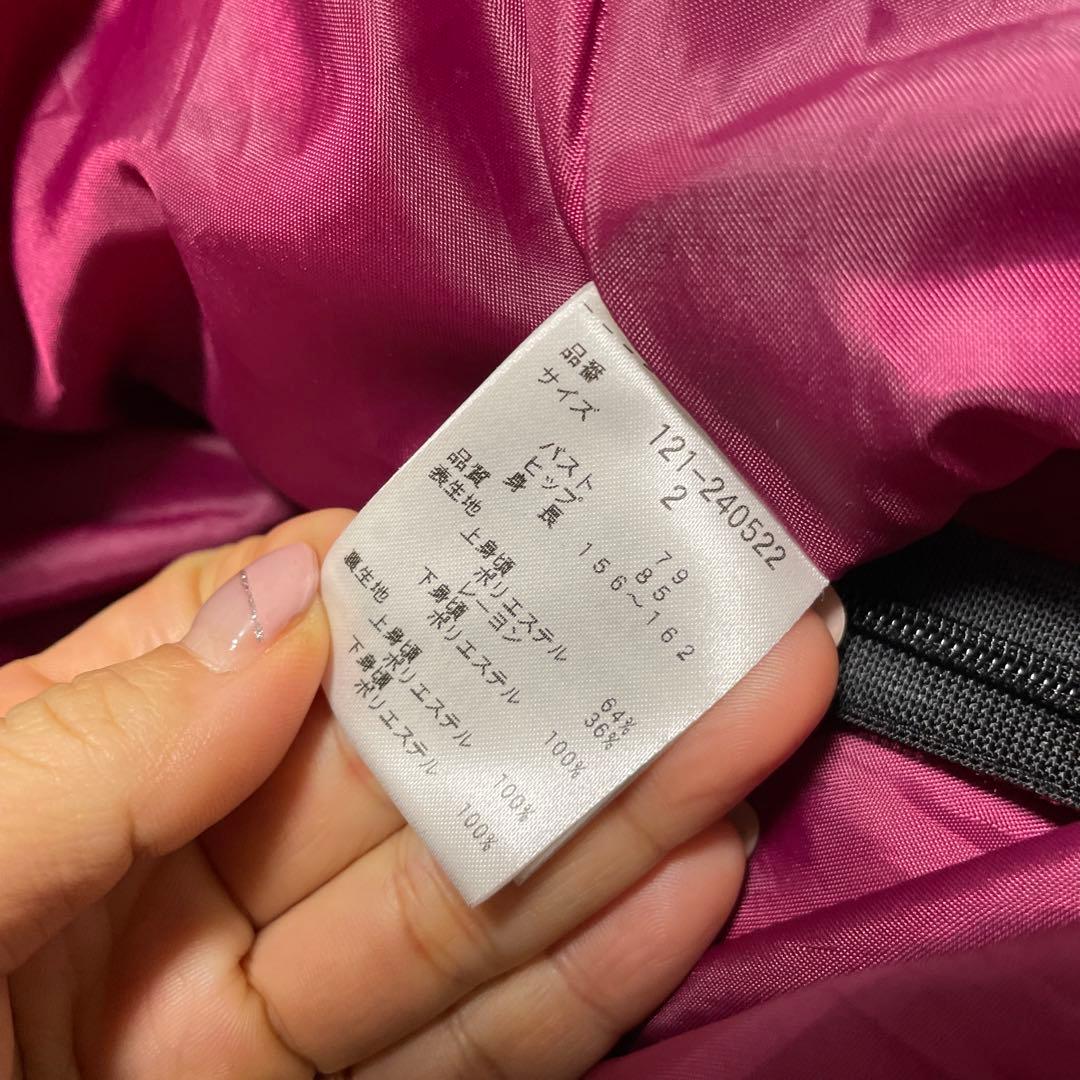 品番 121-240522
サイズ 2
バスト 79
ヒップ 85
身長 156～162
品質
表生地 上身頃
ポリエステル 64%
レーヨン 36%
下身頃
ポリエステル 100%
裏生地 上身頃
ポリエステル 100%
下身頃
ポリエステル 100%